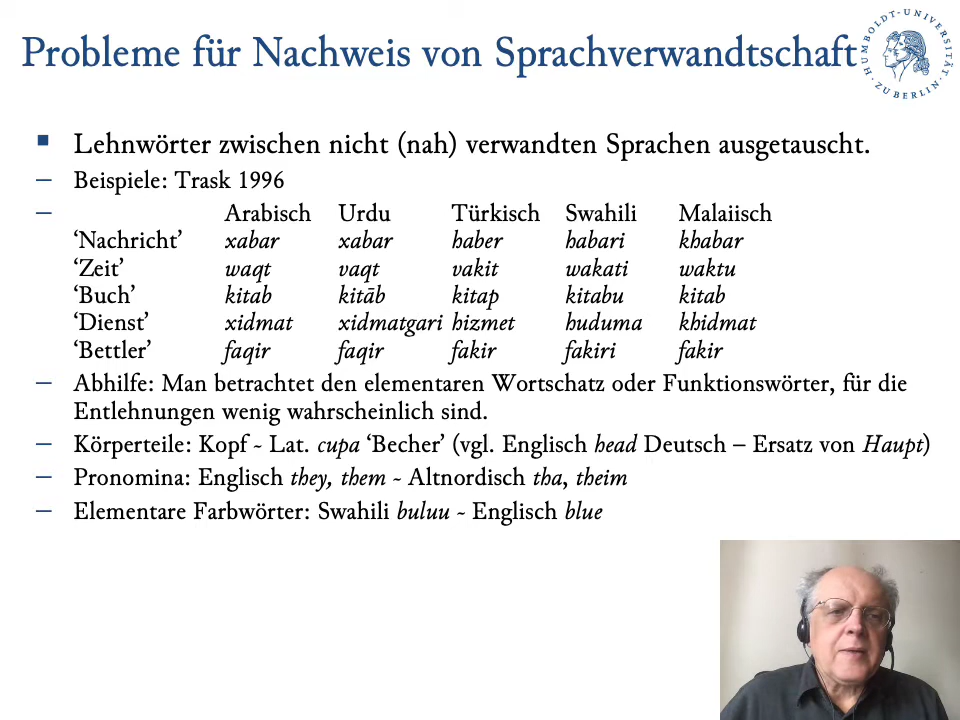 Probleme für Nachweis von Sprachverwandtschaft
HUMBOLDT-UNIVERSITÄT ZU BERLIN
▪ Lehnwörter zwischen nicht (nah) verwandten Sprachen ausgetauscht.
– Beispiele: Trask 1996
– Arabisch Urdu Türkisch Swahili Malaiisch
‘Nachricht’ xabar xabar haber habari khabar
‘Zeit’ waqt vaqt vakit wakati waktu
‘Buch’ kitab kitāb kitap kitabu kitab
‘Dienst’ xidmat xidmatgari hizmet huduma khidmat
‘Bettler’ faqir faqir fakir fakiri fakir
– Abhilfe: Man betrachtet den elementaren Wortschatz oder Funktionswörter, für die
Entlehnungen wenig wahrscheinlich sind.
– Körperteile: Kopf ~ Lat. cupa ‘Becher’ (vgl. Englisch head Deutsch – Ersatz von Haupt)
– Pronomina: Englisch they, them ~ Altnordisch tha, theim
– Elementare Farbwörter: Swahili buluu ~ Englisch blue